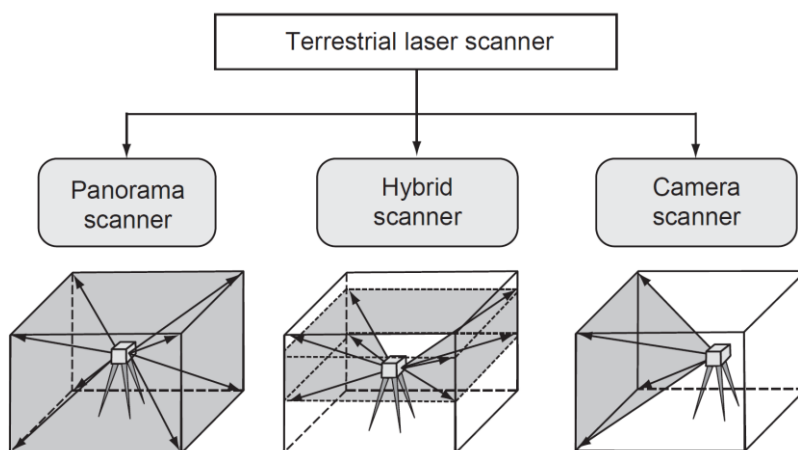 Terrestrial laser scanner
Panorama
scanner
Hybrid
scanner
Camera
scanner